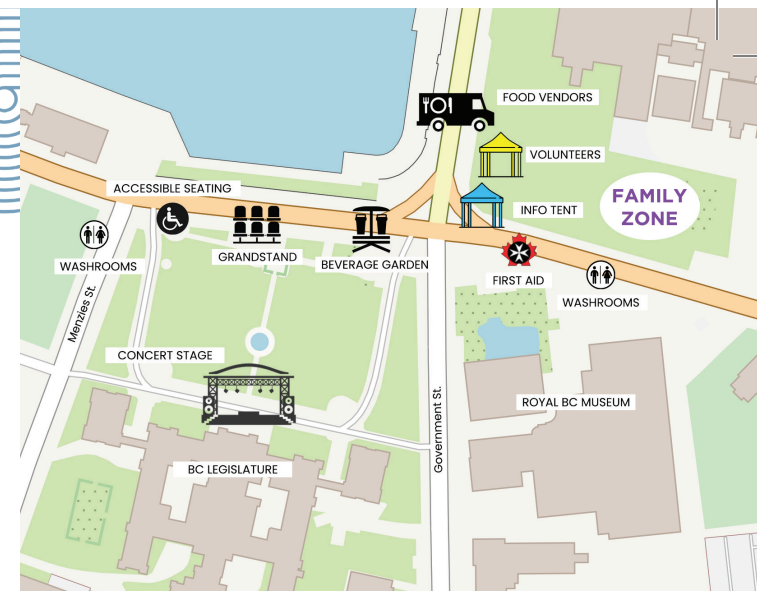 FOOD VENDORS
VOLUNTEERS
ACCESSIBLE SEATING
FAMILY
ZONE
INFO TENT
GRANDSTAND
BEVERAGE GARDEN
WASHROOMS
FIRST AID
WASHROOMS
Menzies St.
CONCERT STAGE
Government St.
ROYAL BC MUSEUM
BC LEGISLATURE